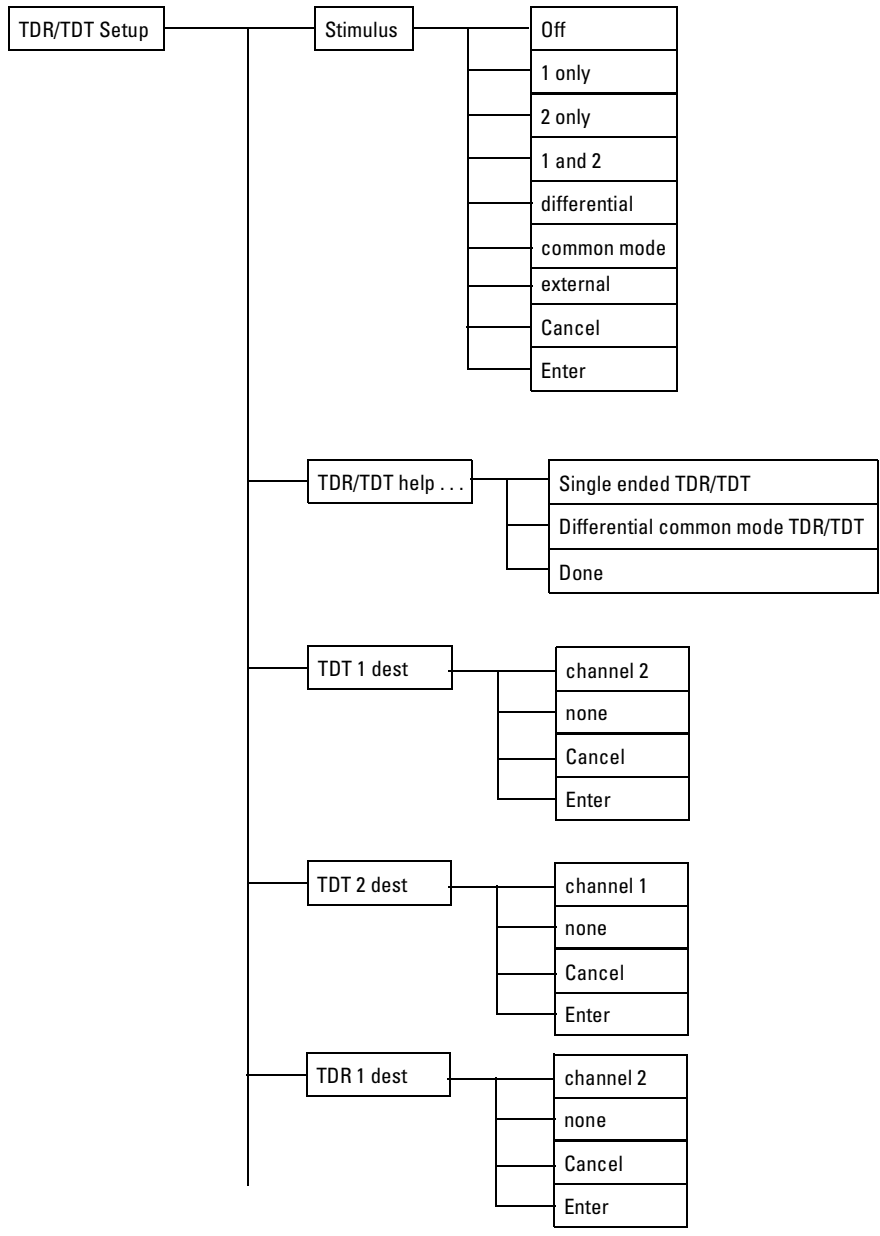 TDR/TDT Setup
Stimulus
Off
1 only
2 only
1 and 2
differential
common mode
external
Cancel
Enter
TDR/TDT help . . .
Single ended TDR/TDT
Differential common mode TDR/TDT
Done
TDT 1 dest
channel 2
none
Cancel
Enter
TDT 2 dest
channel 1
none
Cancel
Enter
TDR 1 dest
channel 2
none
Cancel
Enter